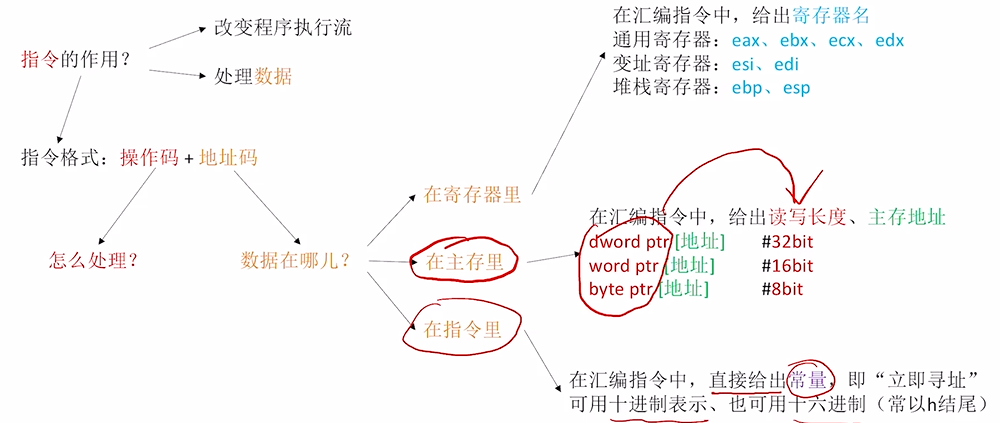 改变程序执行流
指令的作用？
处理数据
指令格式：操作码 + 地址码
怎么处理？
数据在哪儿？
在寄存器里
在主存里
在指令里
在汇编指令中，给出寄存器名
通用寄存器：eax、ebx、ecx、edx
变址寄存器：esi、edi
堆栈寄存器：ebp、esp
在汇编指令中，给出读写长度、主存地址
dword ptr [地址] #32bit
word ptr [地址] #16bit
byte ptr [地址] #8bit
在汇编指令中，直接给出常量，即“立即寻址”
可用十进制表示、也可用十六进制（常以h结尾）